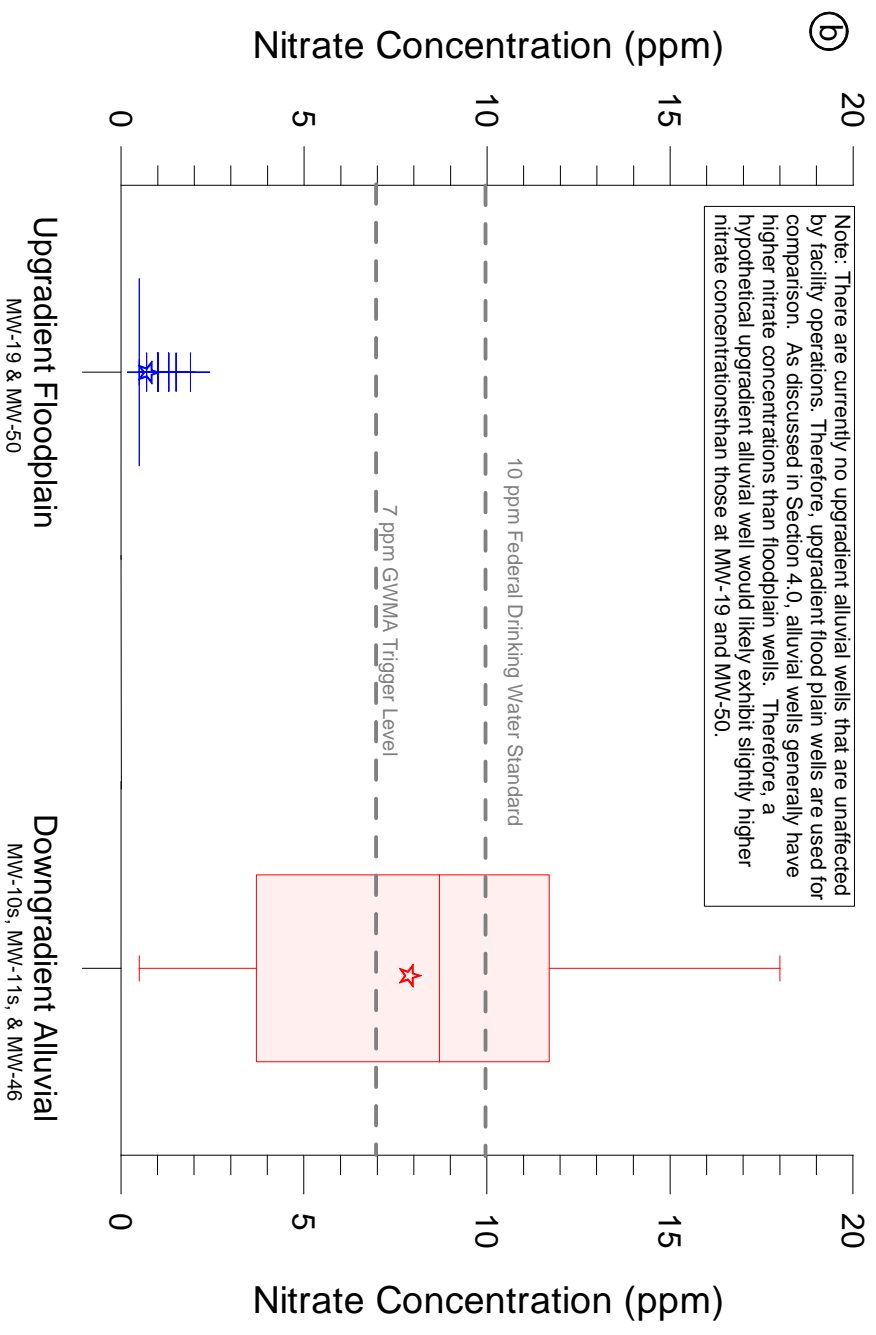 b
Nitrate Concentration (ppm)
20
15
10
5
0
Note: There are currently no upgradient alluvial wells that are unaffected
by facility operations. Therefore, upgradient flood plain wells are used for
comparison. As discussed in Section 4.0, alluvial wells generally have
higher nitrate concentrations than floodplain wells. Therefore, a
hypothetical upgradient alluvial well would likely exhibit slightly higher
nitrate concentrationsthan those at MW-19 and MW-50.
10 ppm Federal Drinking Water Standard
7 ppm GWMA Trigger Level
20
15
10
5
0
Nitrate Concentration (ppm)
Upgradient Floodplain
MW-19 & MW-50
Downgradient Alluvial
MW-10s, MW-11s, & MW-46